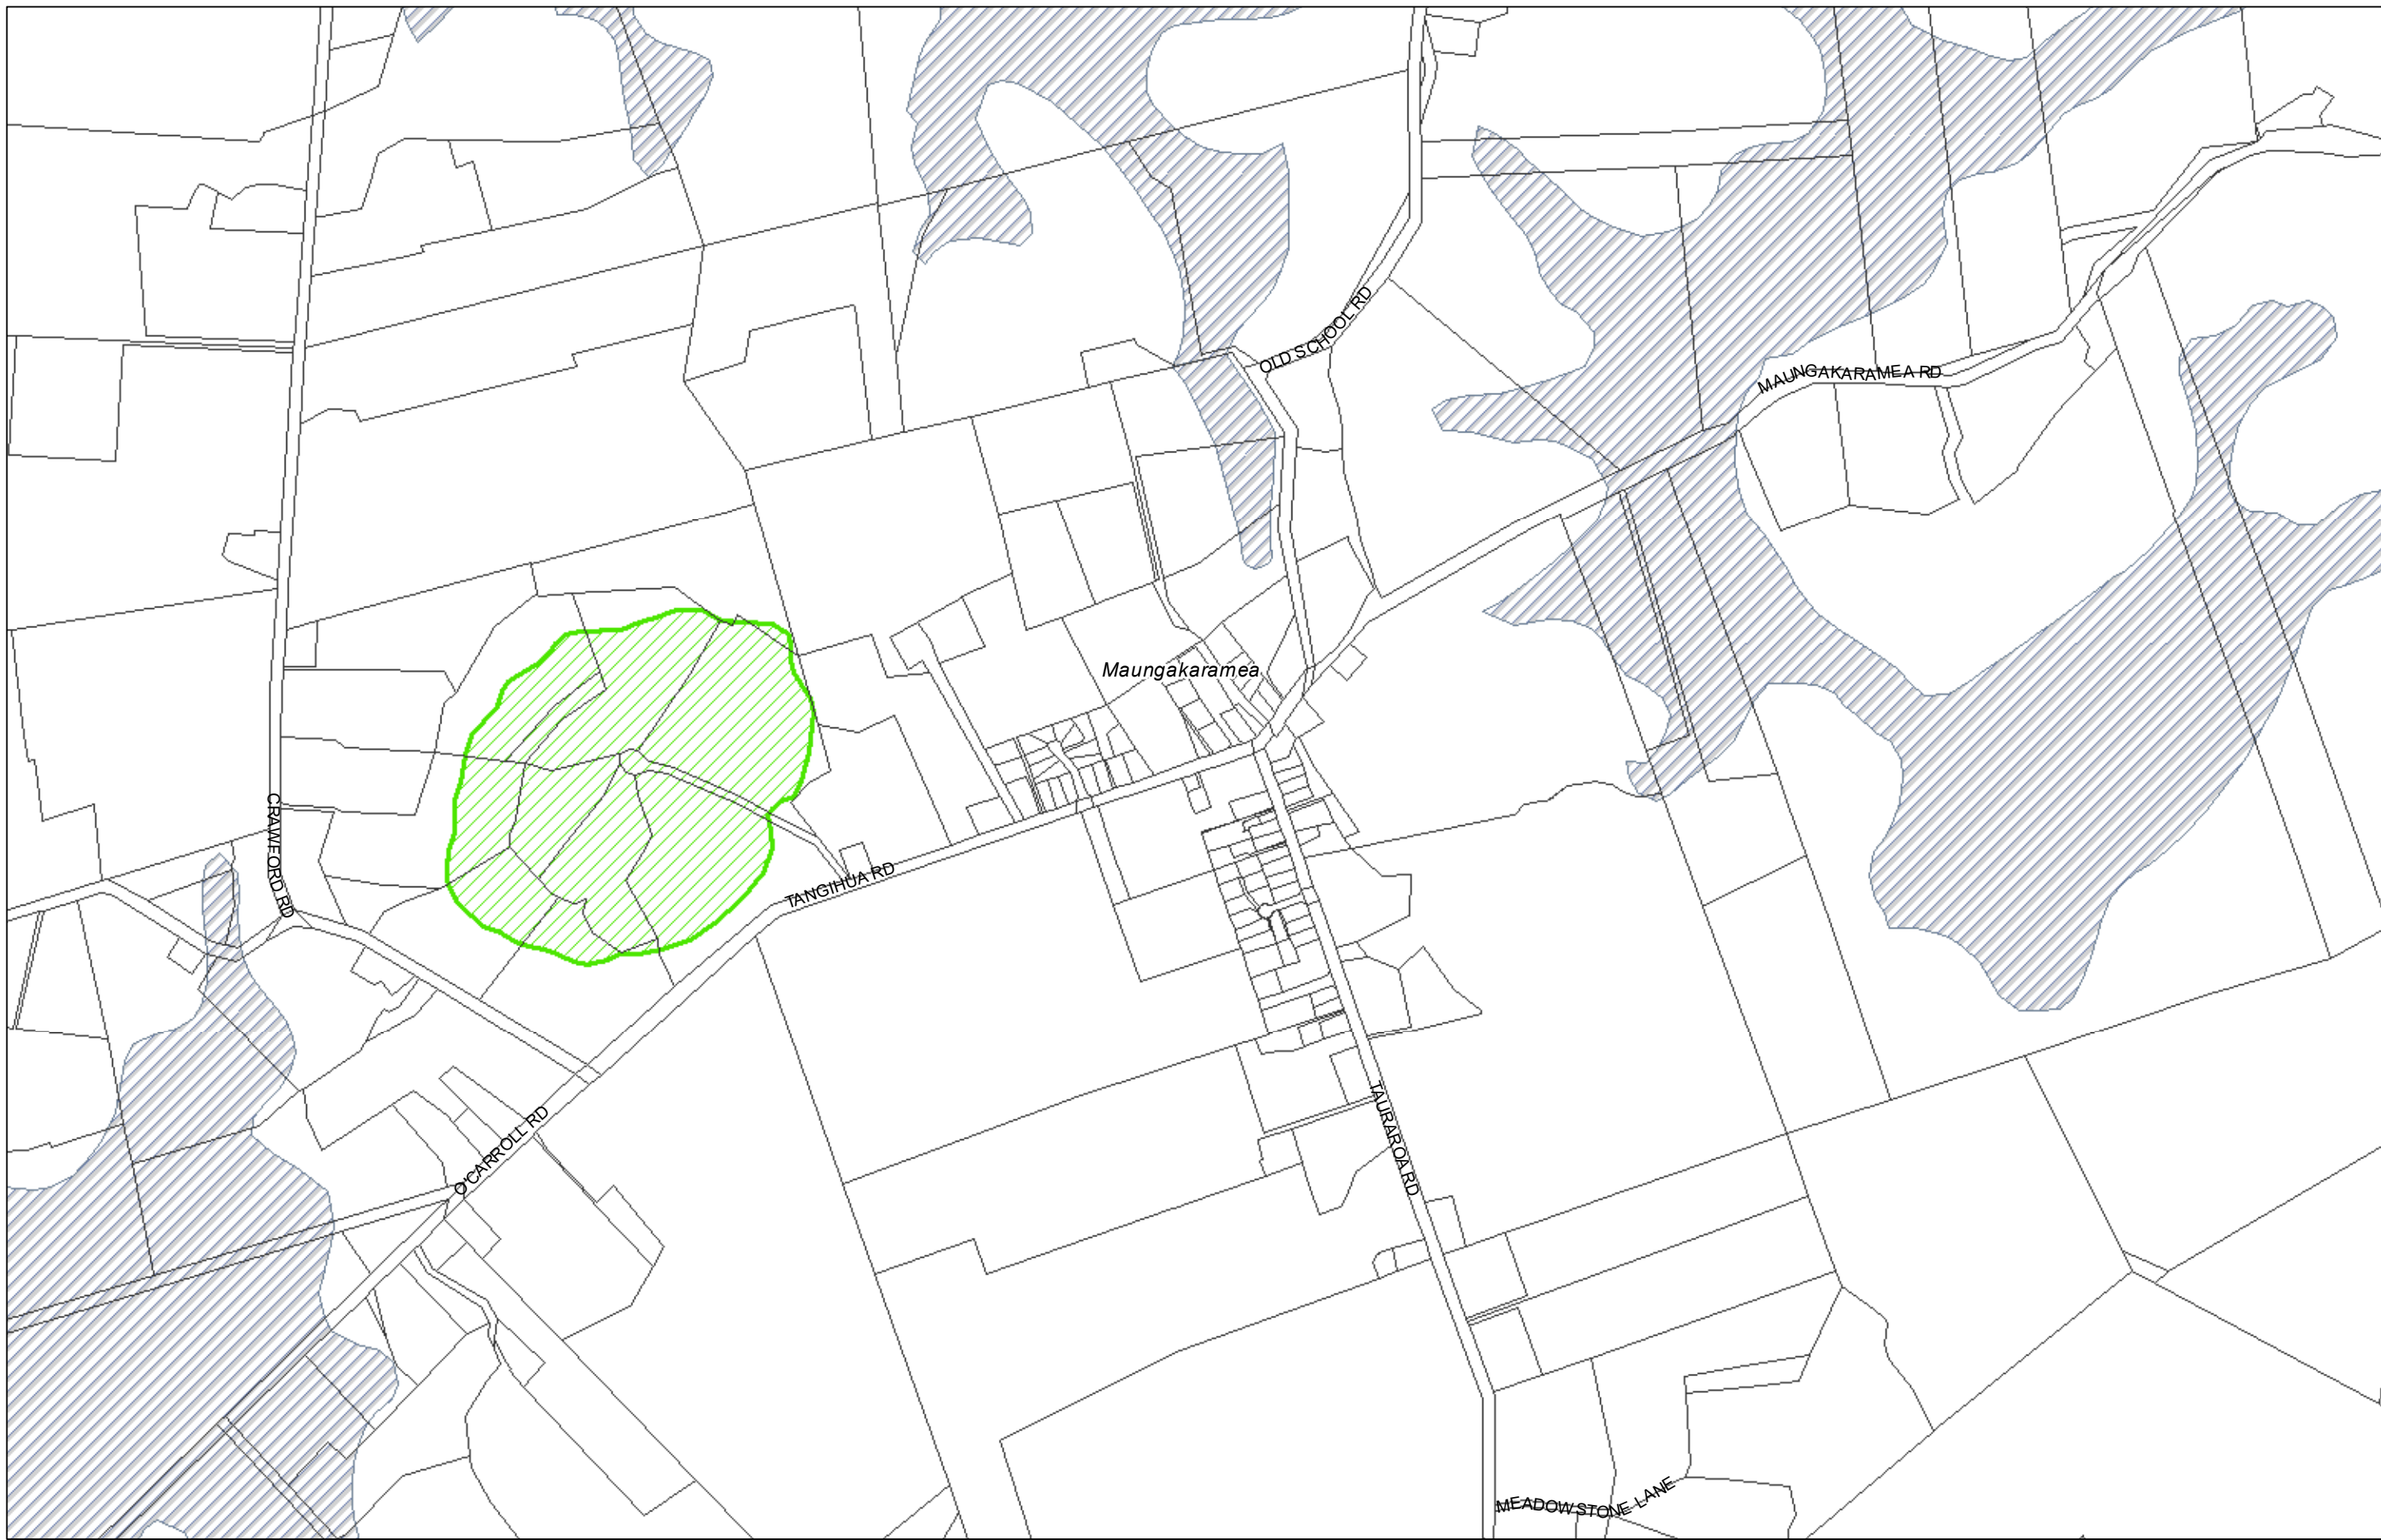 OLD SCHOOL RD
MAUNGAKARAMEA RD
Maungakaramea
CRAWFORD RD
TANGIHUA RD
O'CARROLL RD
TAURAROA RD
MEADOWSTONE LANE